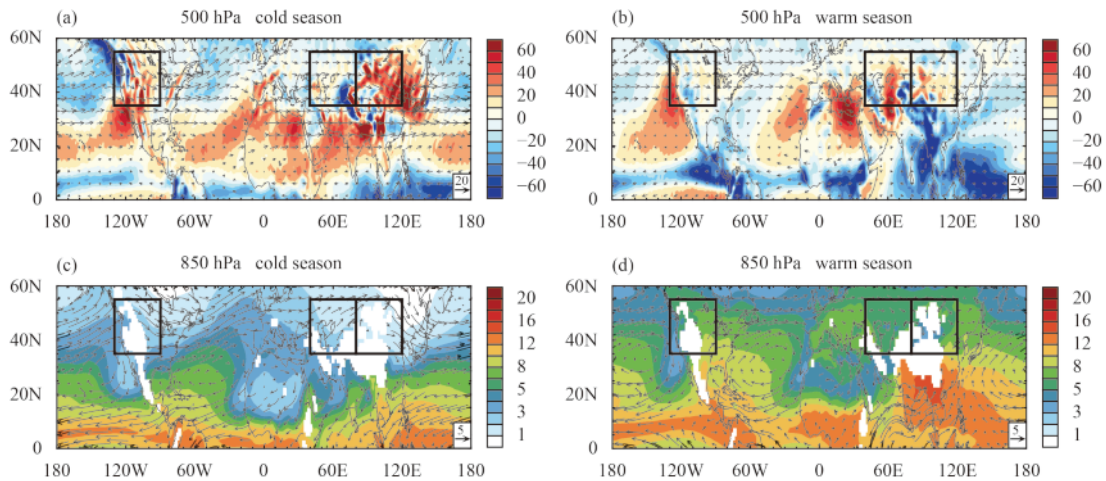 (a) 500 hPa cold season
60N
40N
20N
0
180 120W 60W 0 60E 120E 180
60
40
20
0
−20
−40
−60
20
(b) 500 hPa warm season
60N
40N
20N
0
180 120W 60W 0 60E 120E 180
60
40
20
0
−20
−40
−60
20
(c) 850 hPa cold season
60N
40N
20N
0
180 120W 60W 0 60E 120E 180
20
16
12
8
5
3
1
5
(d) 850 hPa warm season
60N
40N
20N
0
180 120W 60W 0 60E 120E 180
20
16
12
8
5
3
1
5